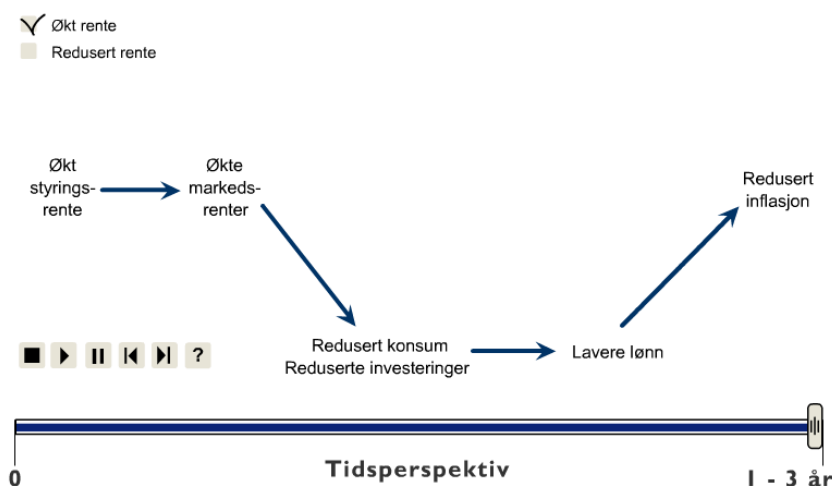 Økt rente
Redusert rente
Økt
styrings-
rente
Økte
markeds-
renter
Redusert
inflasjon
Redusert konsum
Reduserte investeringer
Lavere lønn
?
0
Tidsperspektiv
1 - 3 år